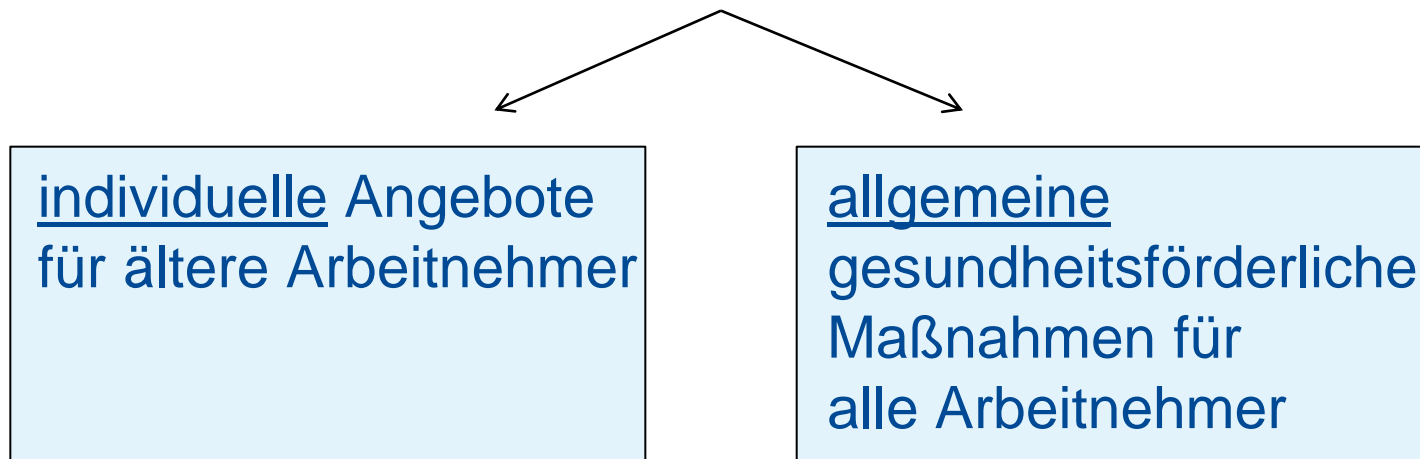 individuelle Angebote
für ältere Arbeitnehmer
allgemeine
gesundheitsförderliche
Maßnahmen für
alle Arbeitnehmer